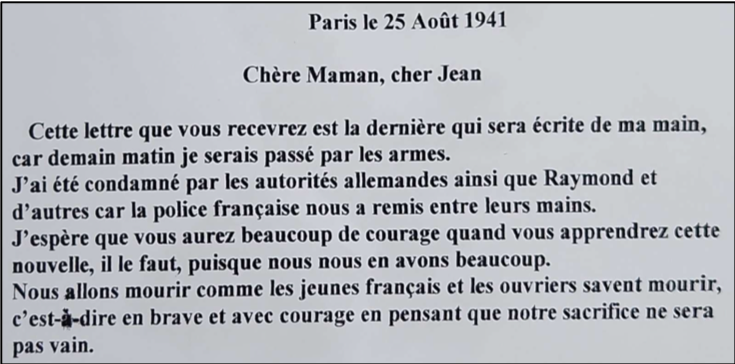 Paris le 25 Août 1941
Chère Maman, cher Jean
Cette lettre que vous recevrez est la dernière qui sera écrite de ma main,
car demain matin je serais passé par les armes.
J’ai été condamné par les autorités allemandes ainsi que Raymond et
d’autres car la police française nous a remis entre leurs mains.
J’espère que vous aurez beaucoup de courage quand vous apprendrez cette
nouvelle, il le faut, puisque nous nous en avons beaucoup.
Nous allons mourir comme les jeunes français et les ouvriers savent mourir,
c’est-à-dire en brave et avec courage en pensant que notre sacrifice ne sera
pas vain.